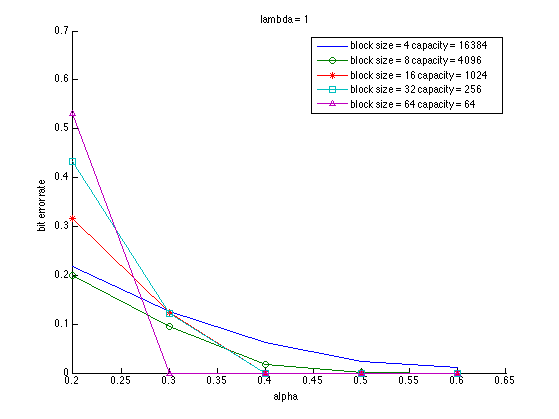 lambda = 1
0.7
0.6
0.5
0.4
0.3
0.2
0.1
0
bit error rate
block size = 4 capacity = 16384
block size = 8 capacity = 4096
block size = 16 capacity = 1024
block size = 32 capacity = 256
block size = 64 capacity = 64
0.2 0.25 0.3 0.35 0.4 0.45 0.5 0.55 0.6 0.65
alpha